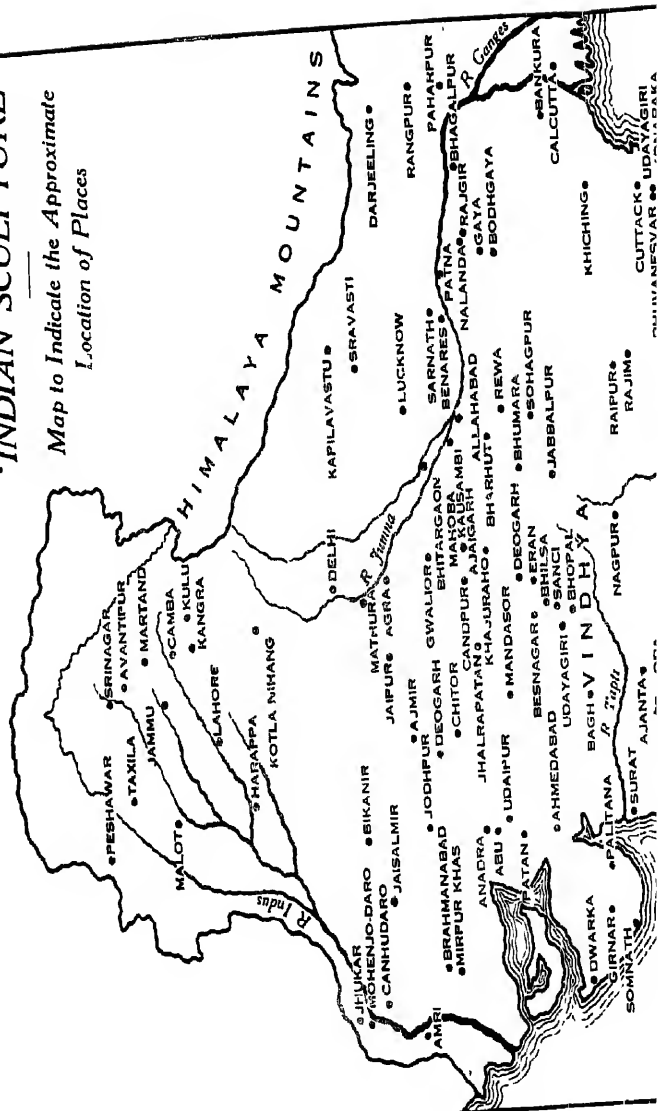 INDIAN SCULPTURE
Map to Indicate the Approximate
Location of Places
HIMALAYA MOUNTAINS
PESHAWAR
TAXILA
SRINAGAR
AVANTIPUR
MARTAND
JAMMU
CAMBA
KULU
KANGRA
MALOT
LAHORE
HARAPPA
KOTLA NIHANG
R Indus
DELHI
KAPILAVASTU
SRAVASTI
DARJEELING
JHUKAR
MOHENJO-DARO
CANHUDARO
BIKANIR
JAISALMIR
MATHURA
R Jumna
JAIPUR
AGRA
AJMIR
LUCKNOW
RANGPUR
AMRI
BRAHMANABAD
MIRPUR KHAS
JODHPUR
DEOGARH
GWALIOR
BHITARGAON
SARNATH
BENARES
PATNA
PAHARPUR
BHAGALPUR
R Ganges
CHITOR
CANDPUR
MAHOBA
KAUSAMBI
NALANDA
RAJGIR
ANADRA
ABU
JHALRAPATAN
KHAJURAHO
AJAIGARH
ALLAHABAD
GAYA
BODHGAYA
BHARHUT
REWA
UDAIPUR
MANDASOR
DEOGARH
BHUMARA
PATAN
BESNAGAR
ERAN
SOHAGPUR
BHILSA
BANKURA
CALCUTTA
AHMEDABAD
UDAYAGIRI
SANCI
BHOPAL
JABBALPUR
DWARKA
GIRNAR
SOMNATH
PALITANA
BAGH
VINDHYA
R Tapti
KHICHING
SURAT
AJANTA
NAGPUR
RAIPUR
RAJIM
CUTTACK
UDAYAGIRI
BHUVANESVAR